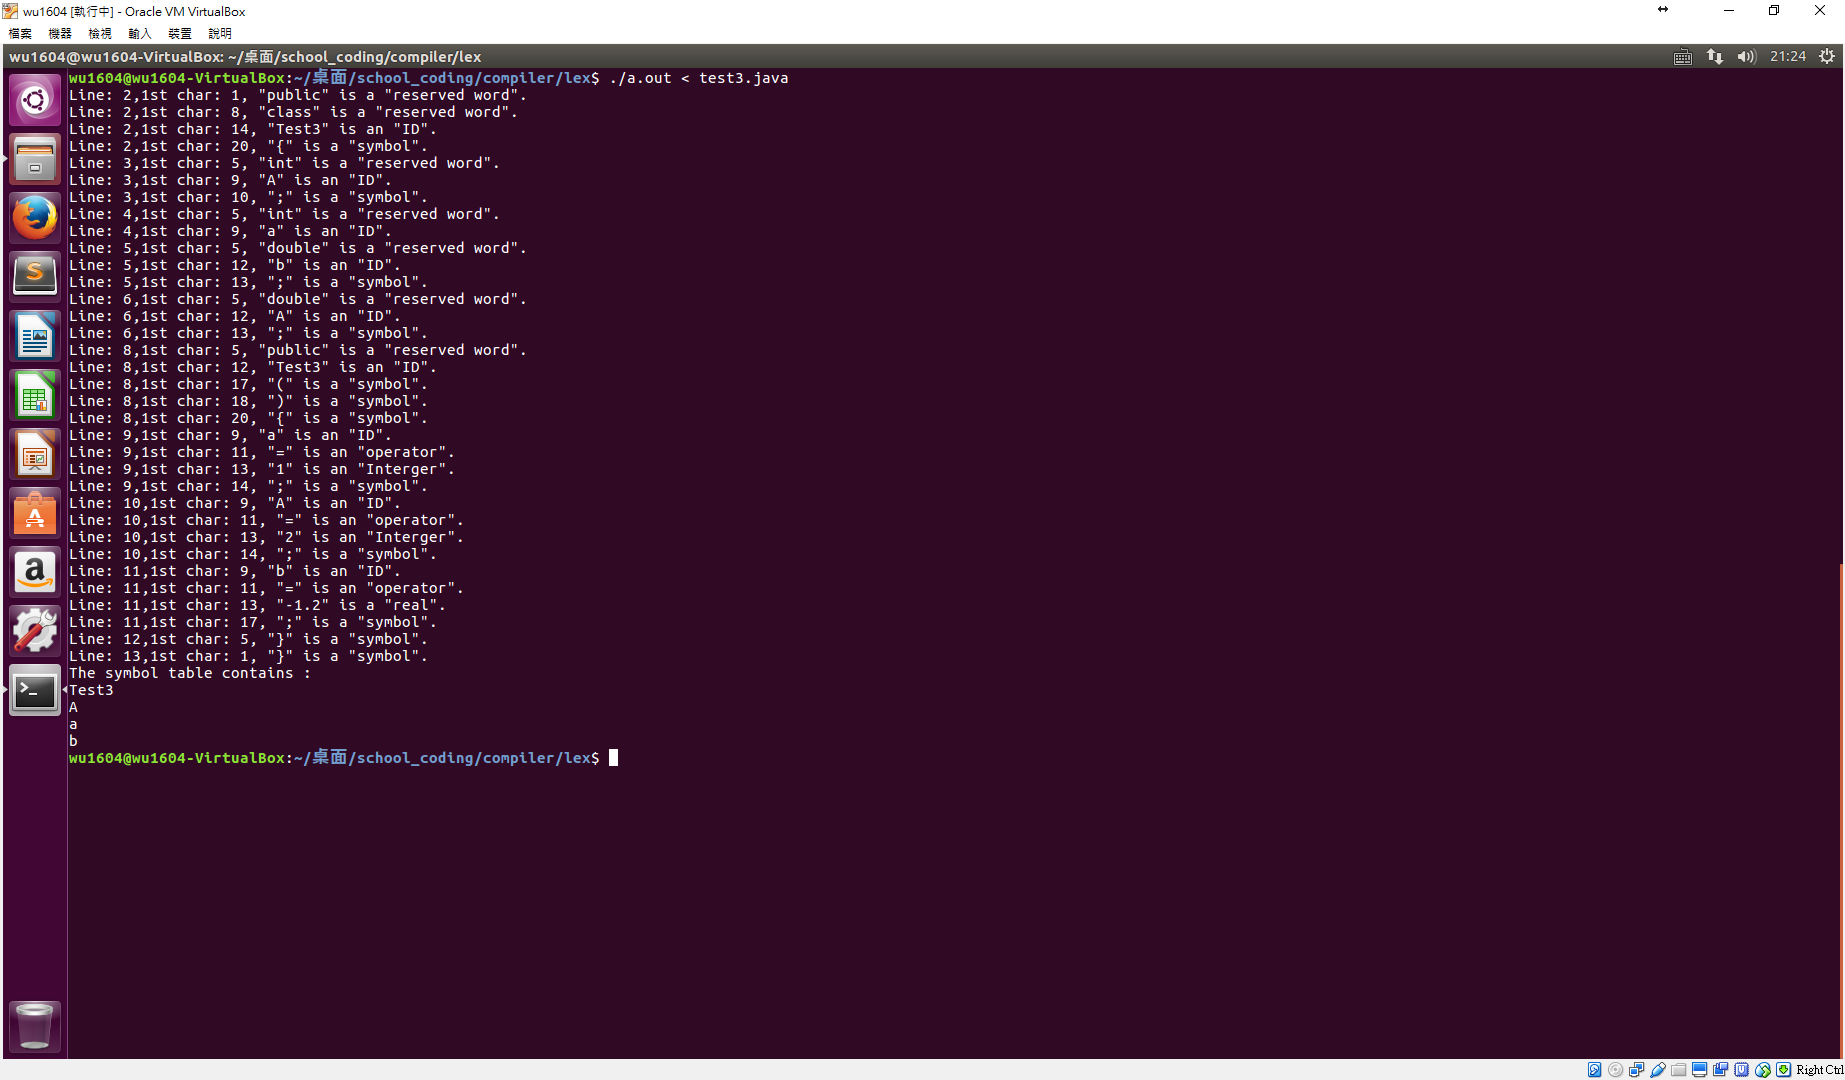 wu1604 [執行中] - Oracle VM VirtualBox
檔案 機器 檢視 輸入 裝置 說明
wu1604@wu1604-VirtualBox: ~/桌面/school_coding/compiler/lex 21:24
wu1604@wu1604-VirtualBox:~/桌面/school_coding/compiler/lex$ ./a.out < test3.java
Line: 2,1st char: 1, "public" is a "reserved word".
Line: 2,1st char: 8, "class" is a "reserved word".
Line: 2,1st char: 14, "Test3" is an "ID".
Line: 2,1st char: 20, "{" is a "symbol".
Line: 3,1st char: 5, "int" is a "reserved word".
Line: 3,1st char: 9, "A" is an "ID".
Line: 3,1st char: 10, ";" is a "symbol".
Line: 4,1st char: 5, "int" is a "reserved word".
Line: 4,1st char: 9, "a" is an "ID".
Line: 5,1st char: 5, "double" is a "reserved word".
Line: 5,1st char: 12, "b" is an "ID".
Line: 5,1st char: 13, ";" is a "symbol".
Line: 6,1st char: 5, "double" is a "reserved word".
Line: 6,1st char: 12, "A" is an "ID".
Line: 6,1st char: 13, ";" is a "symbol".
Line: 8,1st char: 5, "public" is a "reserved word".
Line: 8,1st char: 12, "Test3" is an "ID".
Line: 8,1st char: 17, "(" is a "symbol".
Line: 8,1st char: 18, ")" is a "symbol".
Line: 8,1st char: 20, "{" is a "symbol".
Line: 9,1st char: 9, "a" is an "ID".
Line: 9,1st char: 11, "=" is an "operator".
Line: 9,1st char: 13, "1" is an "Interger".
Line: 9,1st char: 14, ";" is a "symbol".
Line: 10,1st char: 9, "A" is an "ID".
Line: 10,1st char: 11, "=" is an "operator".
Line: 10,1st char: 13, "2" is an "Interger".
Line: 10,1st char: 14, ";" is a "symbol".
Line: 11,1st char: 9, "b" is an "ID".
Line: 11,1st char: 11, "=" is an "operator".
Line: 11,1st char: 13, "-1.2" is a "real".
Line: 11,1st char: 17, ";" is a "symbol".
Line: 12,1st char: 5, "}" is a "symbol".
Line: 13,1st char: 1, "}" is a "symbol".
The symbol table contains :
Test3
A
a
b
wu1604@wu1604-VirtualBox:~/桌面/school_coding/compiler/lex$
Right Ctrl